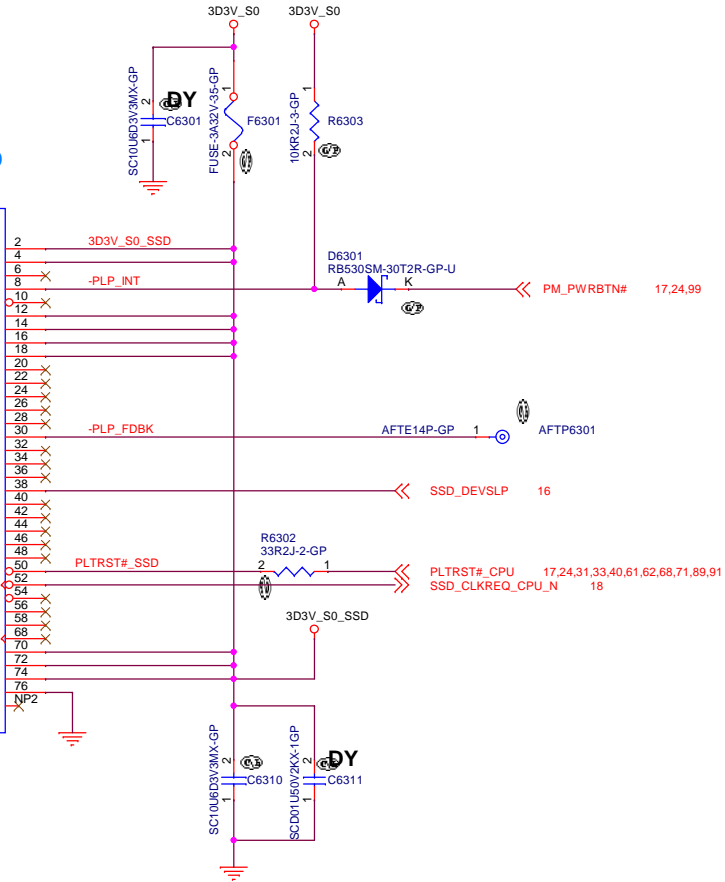 3D3V_S0
3D3V_S0
SC10U6D3V3MX-GP
2
1
DY
C6301
FUSE-3A32V-35-GP
1
2
F6301
10KR2J-3-GP
1
2
R6303
2
3D3V_S0_SSD
4
6
8
-PLP_INT
D6301
RB530SM-30T2R-GP-U
A
K
PM_PWRBTN# 17,24,99
10
12
14
16
18
20
22
24
26
28
30
-PLP_FDBK
AFTE14P-GP
1
AFTP6301
32
34
36
38
SSD_DEVSLP 16
40
42
44
46
48
R6302
33R2J-2-GP
50
PLTRST#_SSD
2
1
PLTRST#_CPU 17,24,31,33,40,61,62,68,71,89,91
52
SSD_CLKREQ_CPU_N 18
54
56
58
68
3D3V_S0_SSD
70
72
74
76
NP2
SC10U6D3V3MX-GP
2
1
C6310
SCD01U50V2KX-1GP
2
1
DY
C6311